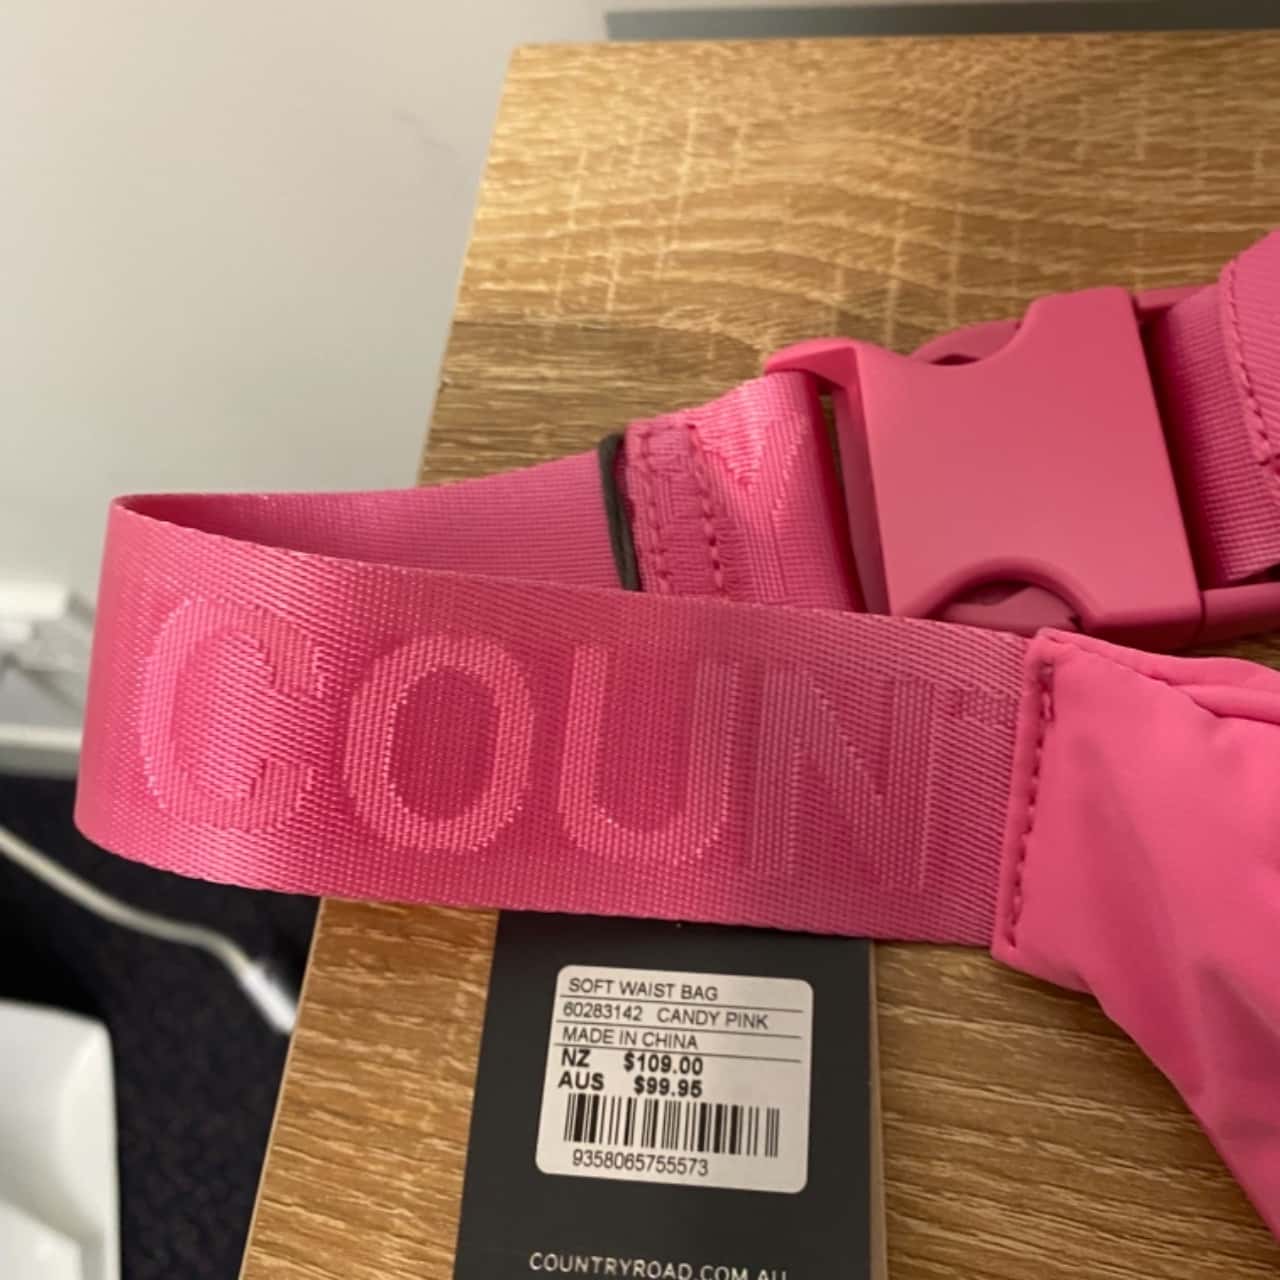 COUNT
SOFT WAIST BAG
60283142 CANDY PINK
MADE IN CHINA
NZ $109.00
AUS $99.95
9358065755573
COUNTRYROAD.COM.AU